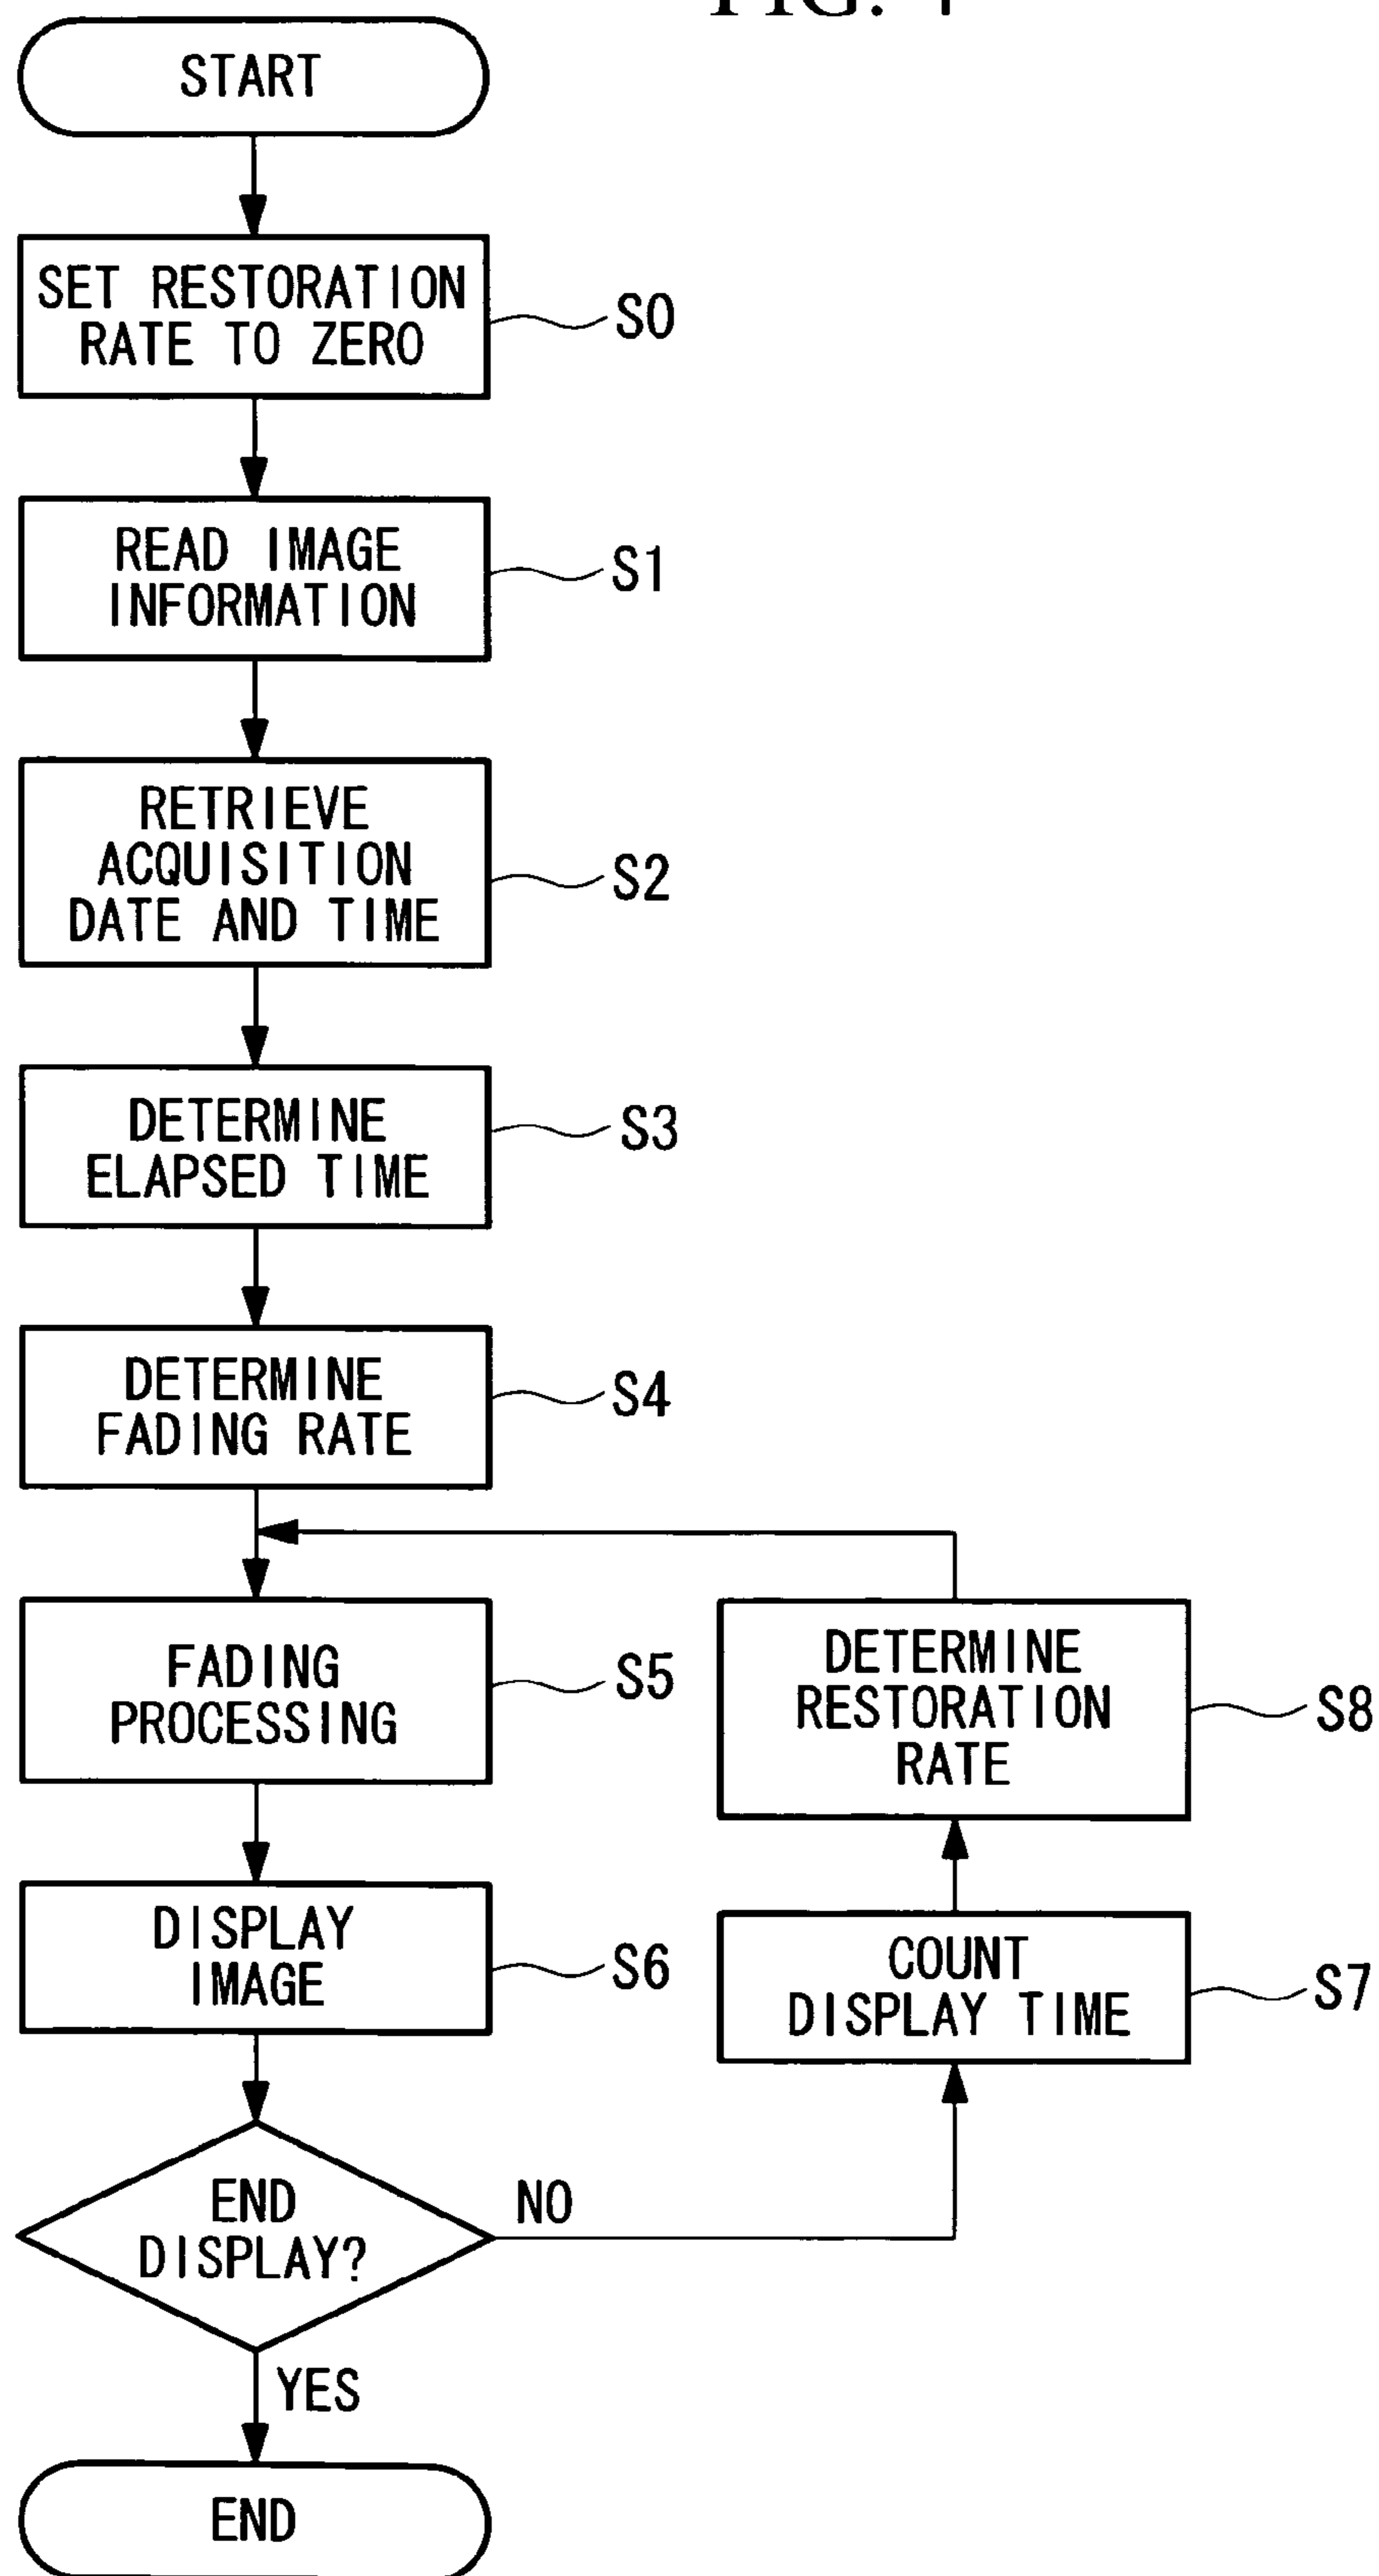 FIG. 4
START
SET RESTORATION
RATE TO ZERO
S0
READ IMAGE
INFORMATION
S1
RETRIEVE
ACQUISITION
DATE AND TIME
S2
DETERMINE
ELAPSED TIME
S3
DETERMINE
FADING RATE
S4
FADING
PROCESSING
S5
DETERMINE
RESTORATION
RATE
S8
DISPLAY
IMAGE
S6
COUNT
DISPLAY TIME
S7
END
DISPLAY?
NO
YES
END